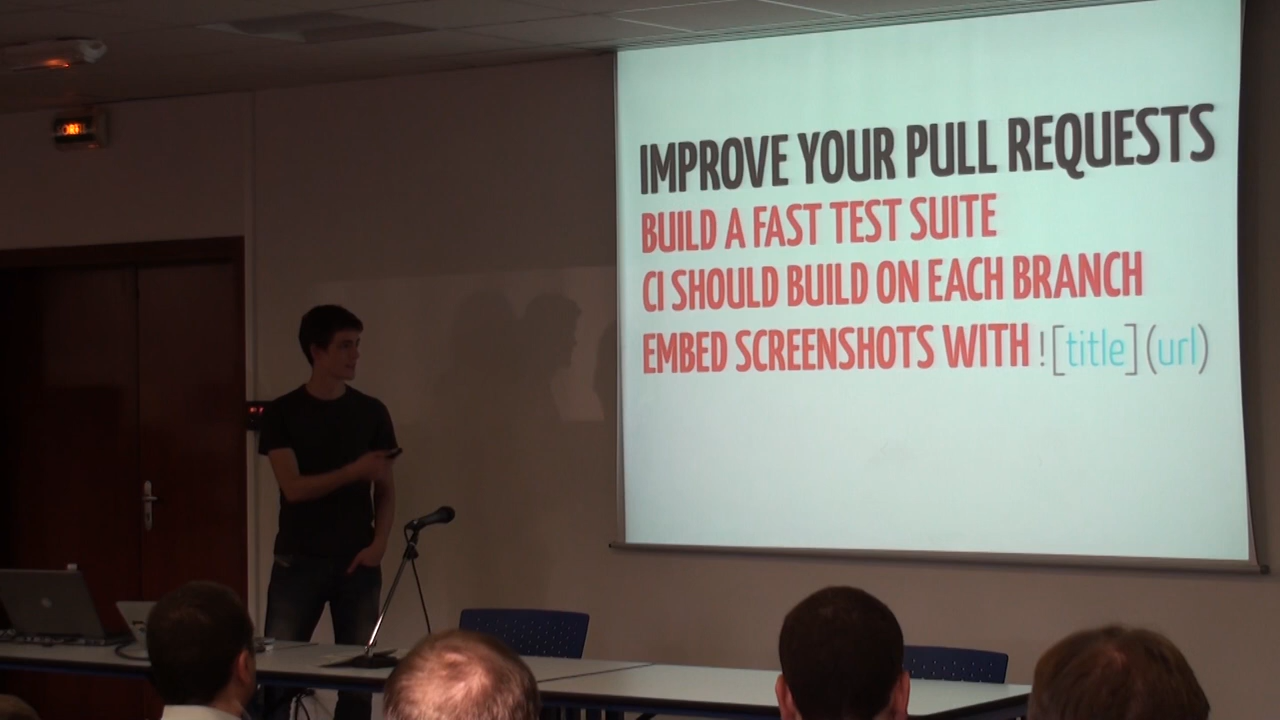 IMPROVE YOUR PULL REQUESTS
BUILD A FAST TEST SUITE
CI SHOULD BUILD ON EACH BRANCH
EMBED SCREENSHOTS WITH ![title](url)